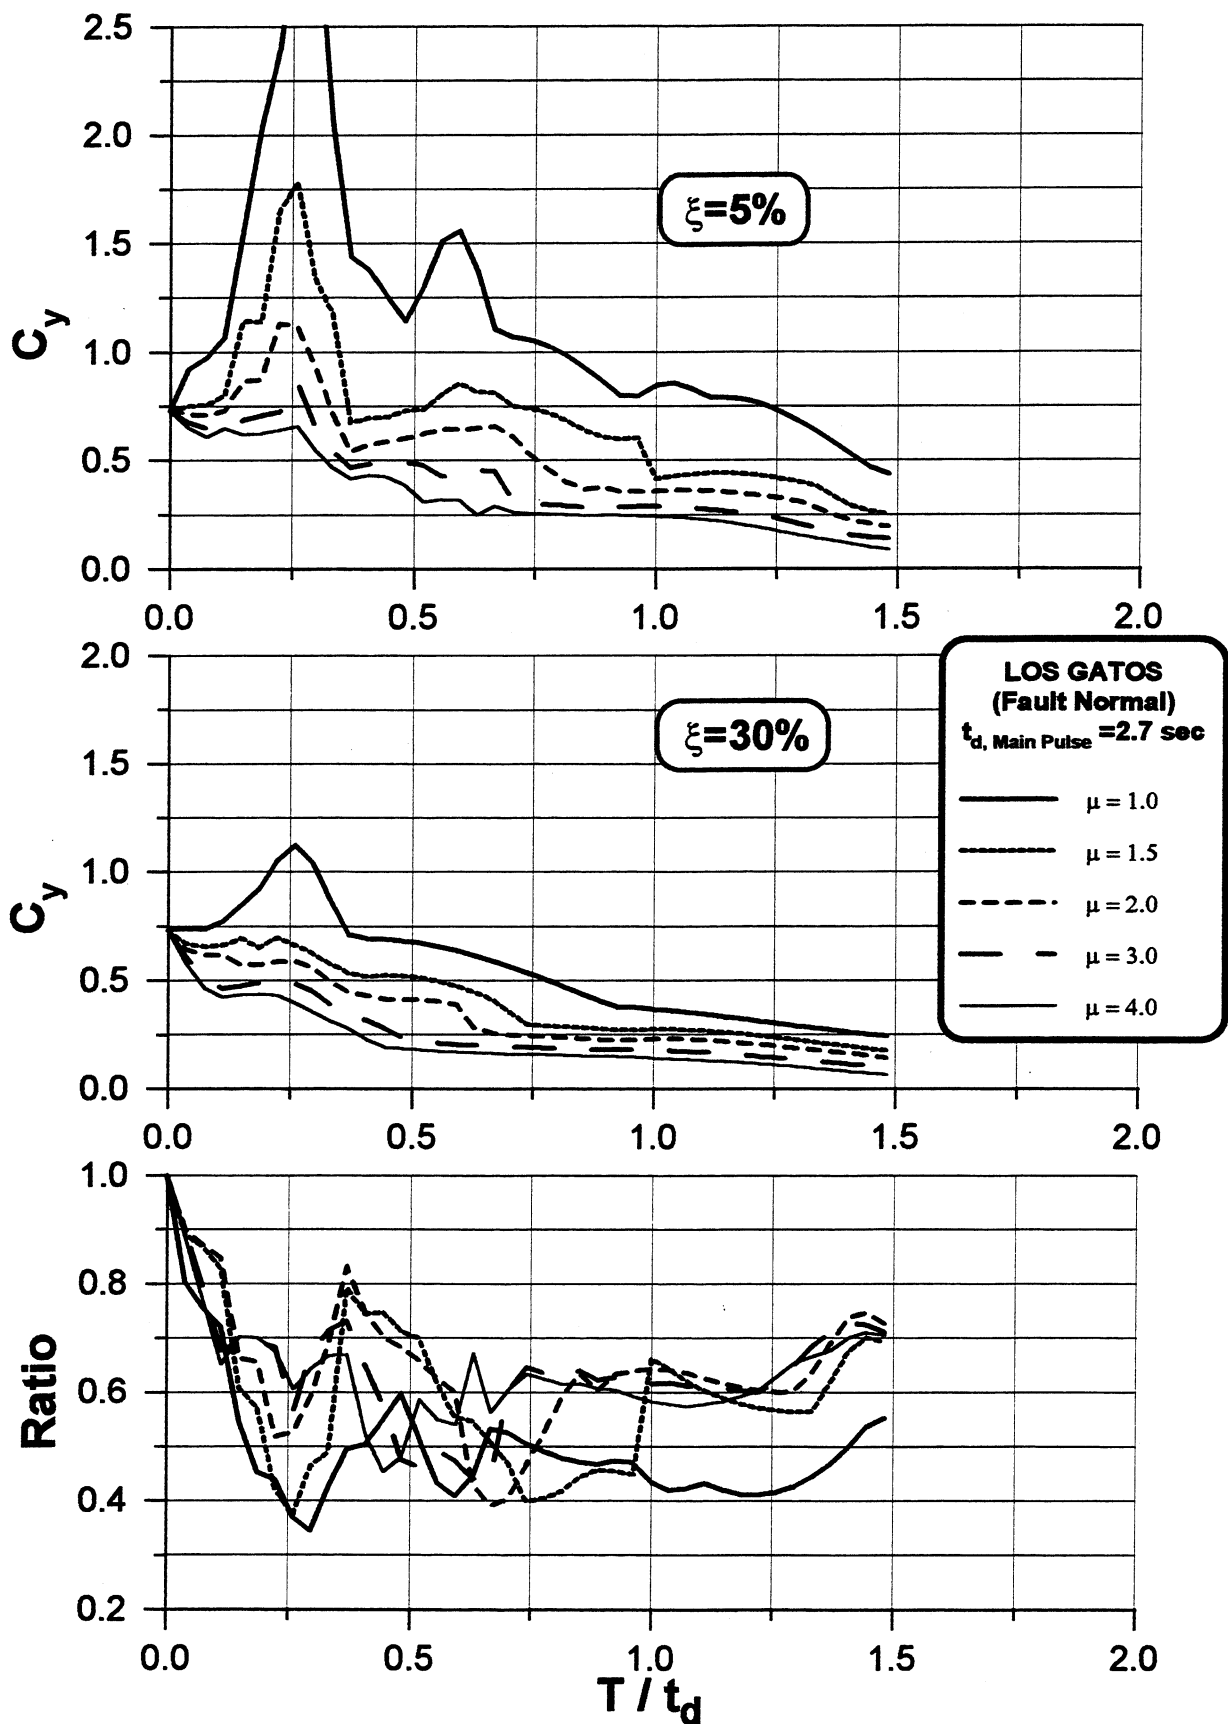 2.5
2.0
1.5
1.0
0.5
0.0
C_y
ξ=5%
0.0 0.5 1.0 1.5 2.0
2.0
1.5
1.0
0.5
0.0
C_y
ξ=30%
LOS GATOS
(Fault Normal)
t_d, Main Pulse =2.7 sec
μ = 1.0
μ = 1.5
μ = 2.0
μ = 3.0
μ = 4.0
0.0 0.5 1.0 1.5 2.0
1.0
0.8
0.6
0.4
0.2
Ratio
0.0 0.5 1.0 1.5 2.0
T / t_d